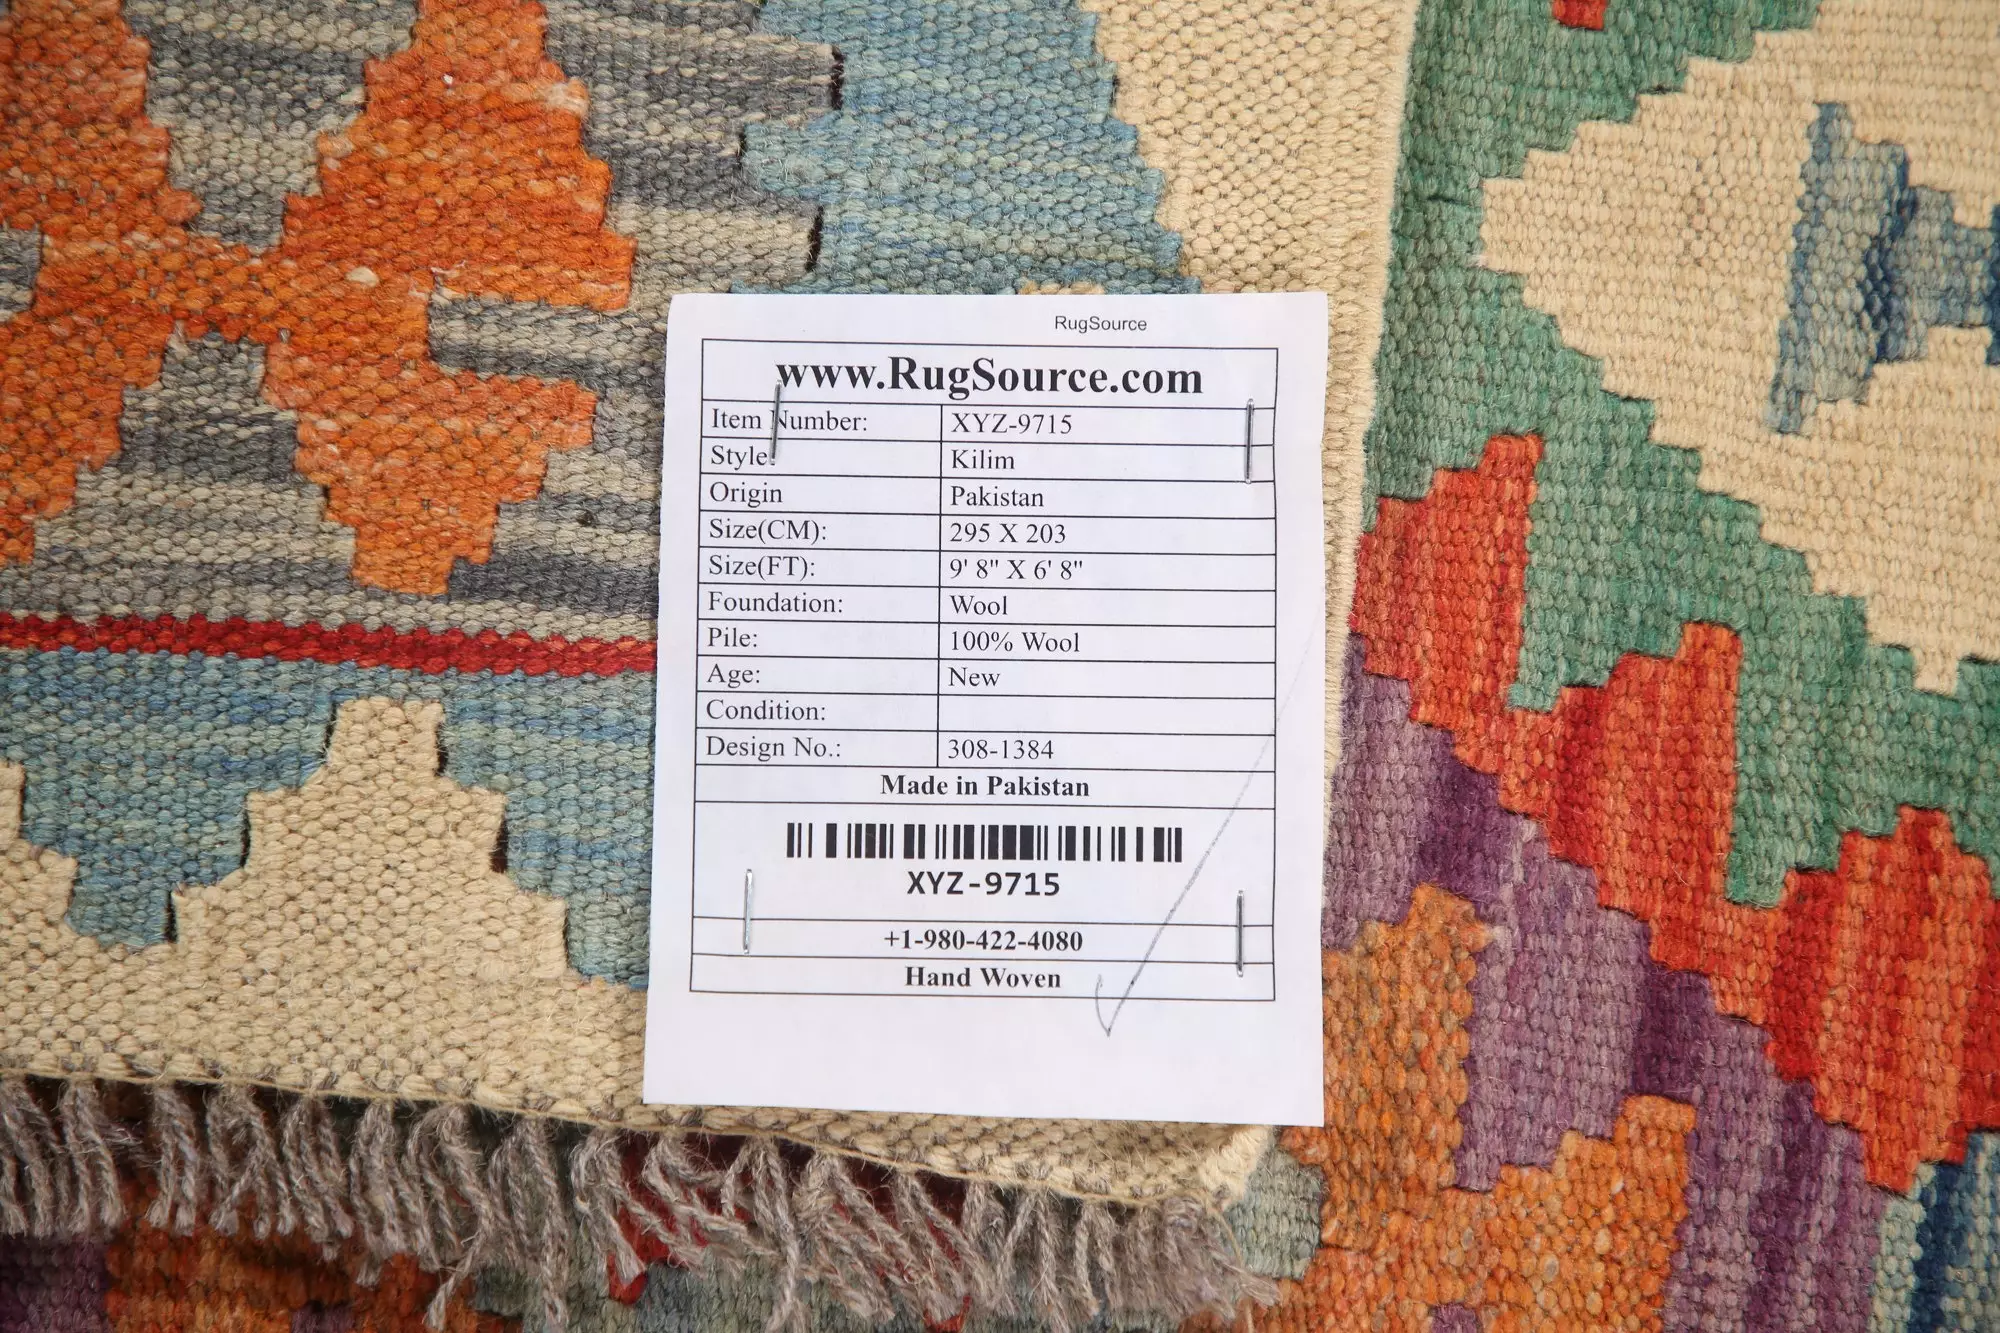 RugSource
www.RugSource.com
Item Number: XYZ-9715
Style: Kilim
Origin Pakistan
Size(CM): 295 X 203
Size(FT): 9' 8" X 6' 8"
Foundation: Wool
Pile: 100% Wool
Age: New
Condition:
Design No.: 308-1384
Made in Pakistan
XYZ-9715
+1-980-422-4080
Hand Woven